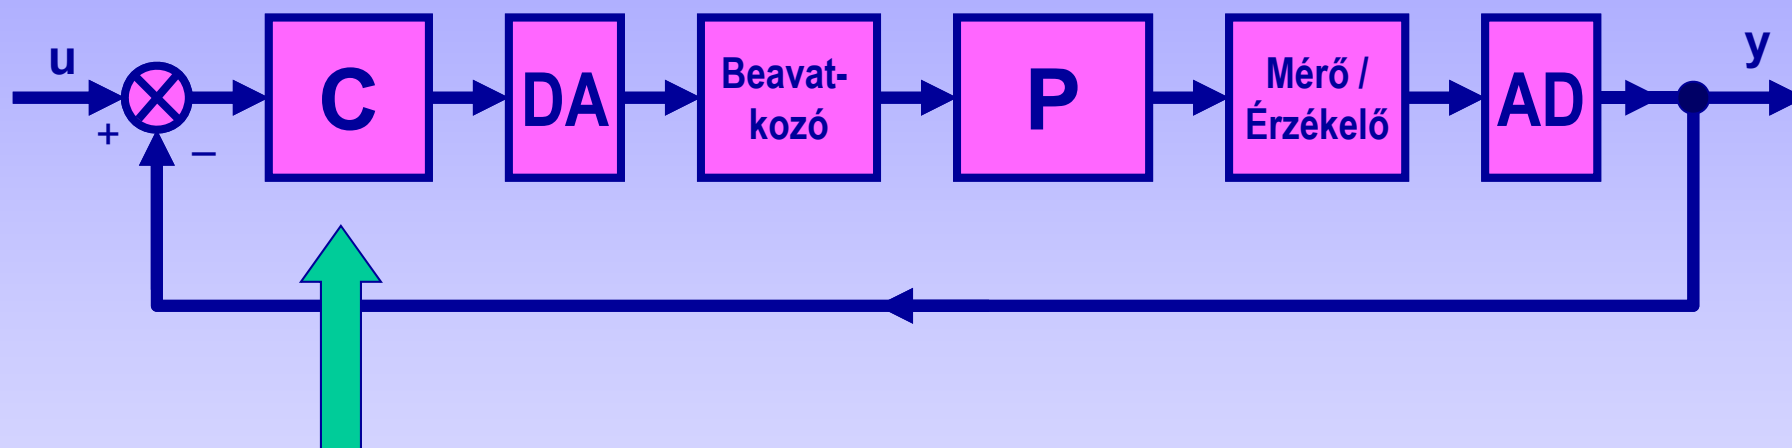 u
+
–
C
DA
Beavat-
kozó
P
Mérő /
Érzékelő
AD
y